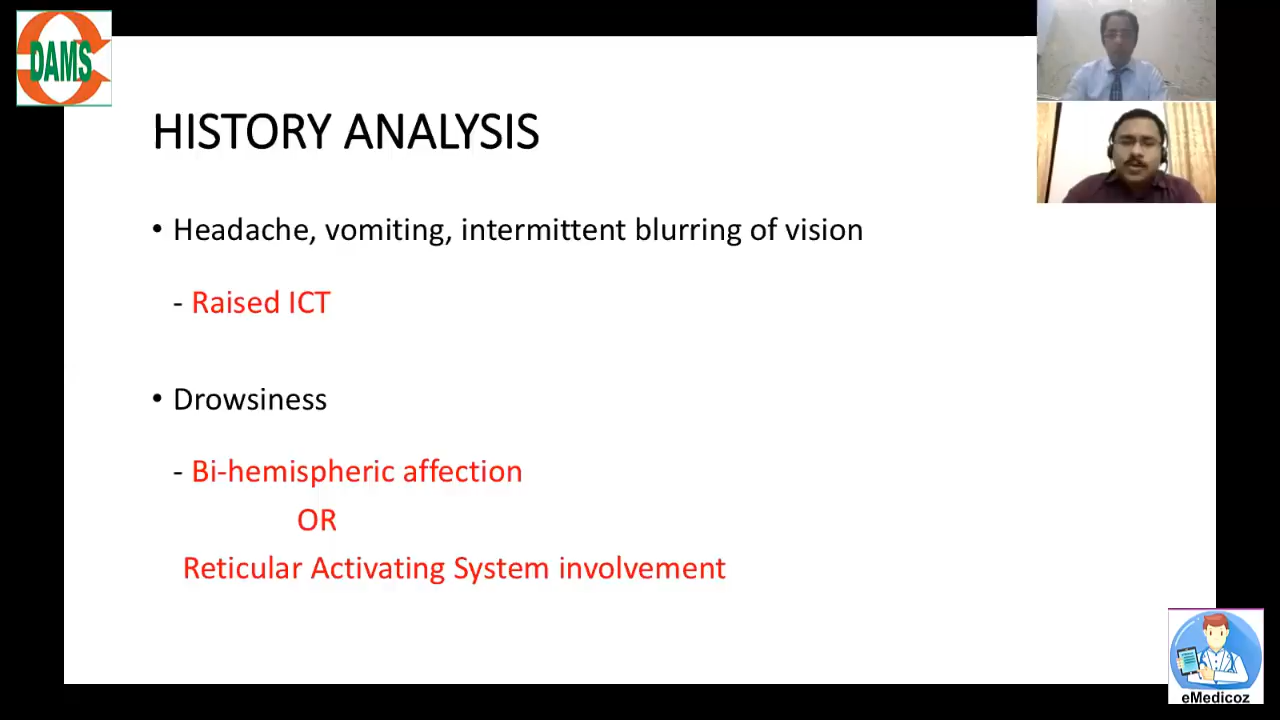 DAMS
HISTORY ANALYSIS
• Headache, vomiting, intermittent blurring of vision
- Raised ICT
• Drowsiness
- Bi-hemispheric affection
OR
Reticular Activating System involvement
eMedicoz